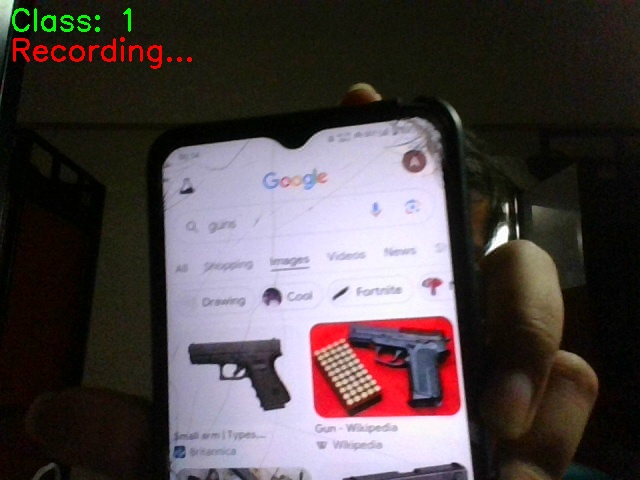 Class: 1
Recording...
Google
guns
All Shopping Images Videos News
Drawing Cool Fortnite
Small arm | Types,...
Britannica
Gun - Wikipedia
W Wikipedia